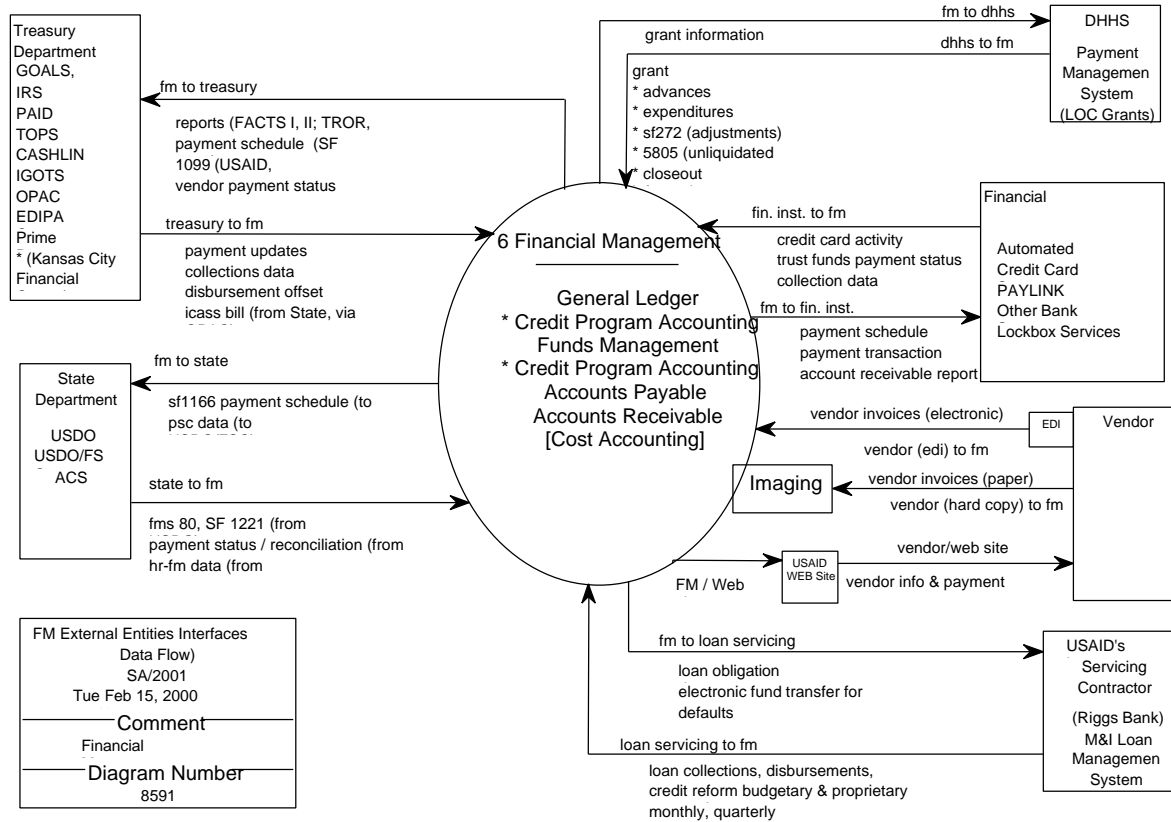 Treasury
Department
GOALS,
IRS
PAID
TOPS
CASHLIN
IGOTS
OPAC
EDIPA
Prime
* (Kansas City
Financial
fm to treasury
reports (FACTS I, II; TROR,
payment schedule (SF
1099 (USAID,
vendor payment status
treasury to fm
payment updates
collections data
disbursement offset
icass bill (from State, via
State
Department
USDO
USDO/FS
ACS
fm to state
sf1166 payment schedule (to
psc data (to
state to fm
fms 80, SF 1221 (from
payment status / reconciliation (from
hr-fm data (from
fm to dhhs
grant information
dhhs to fm
grant
* advances
* expenditures
* sf272 (adjustments)
* 5805 (unliquidated
* closeout
DHHS
Payment
Managemen
System
(LOC Grants)
6 Financial Management
General Ledger
* Credit Program Accounting
Funds Management
* Credit Program Accounting
Accounts Payable
Accounts Receivable
[Cost Accounting]
fin. inst. to fm
credit card activity
trust funds payment status
collection data
fm to fin. inst.
payment schedule
payment transaction
account receivable report
Financial
Automated
Credit Card
PAYLINK
Other Bank
Lockbox Services
vendor invoices (electronic)
EDI
Vendor
vendor (edi) to fm
Imaging
vendor invoices (paper)
vendor (hard copy) to fm
FM / Web
USAID
WEB Site
vendor/web site
vendor info & payment
fm to loan servicing
loan obligation
electronic fund transfer for
defaults
loan servicing to fm
loan collections, disbursements,
credit reform budgetary & proprietary
monthly, quarterly
USAID's
Servicing
Contractor
(Riggs Bank)
M&I Loan
Managemen
System
FM External Entities Interfaces
Data Flow)
SA/2001
Tue Feb 15, 2000
Comment
Financial
Diagram Number
8591